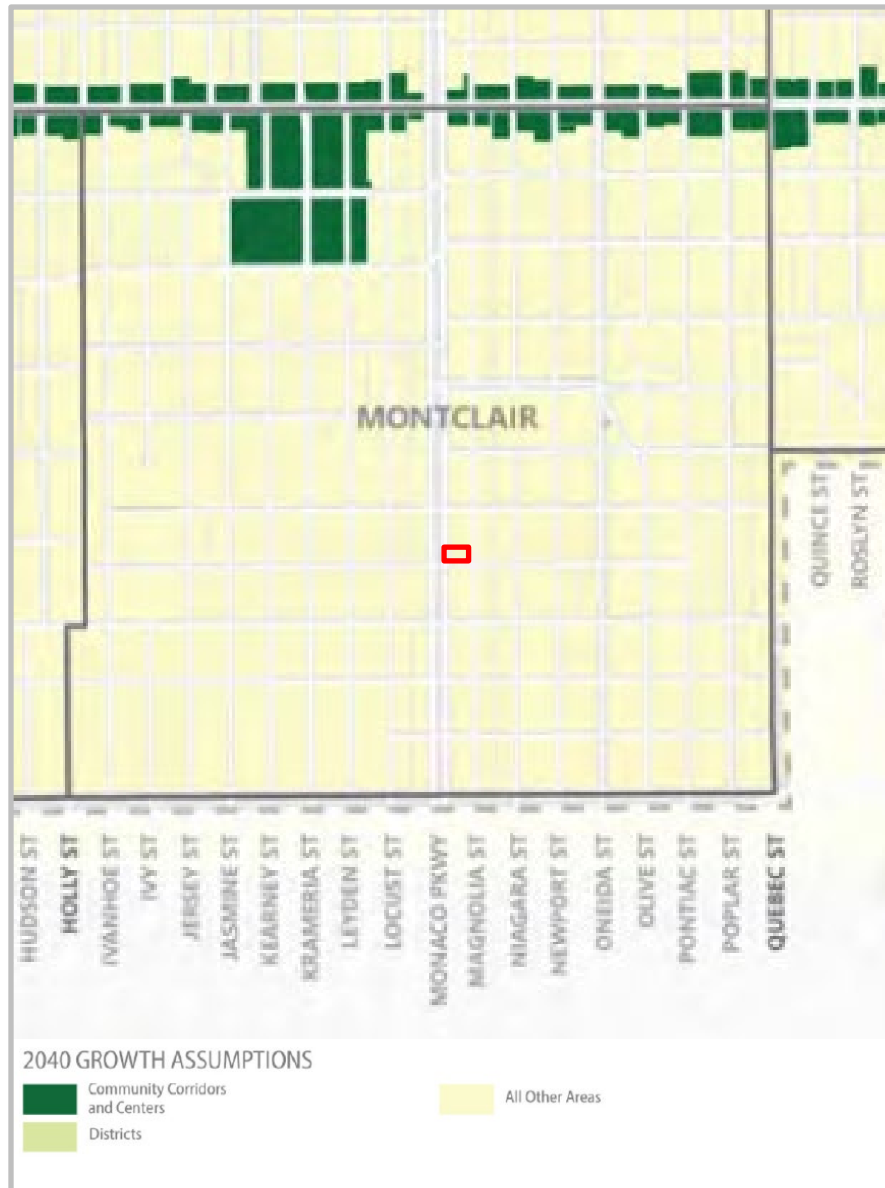 MONTCLAIR
QUINCE ST
ROSLYN ST
HUDSON ST
HOLLY ST
IVANHOE ST
IVY ST
JERSEY ST
JASMINE ST
KEARNEY ST
KRAMERIA ST
LEYDEN ST
LOCUST ST
MONACO PKWY
MAGNOLIA ST
NIAGARA ST
NEWPORT ST
ONEIDA ST
OLIVE ST
PONTIAC ST
POPLAR ST
QUEBEC ST
2040 GROWTH ASSUMPTIONS
Community Corridors
and Centers
All Other Areas
Districts